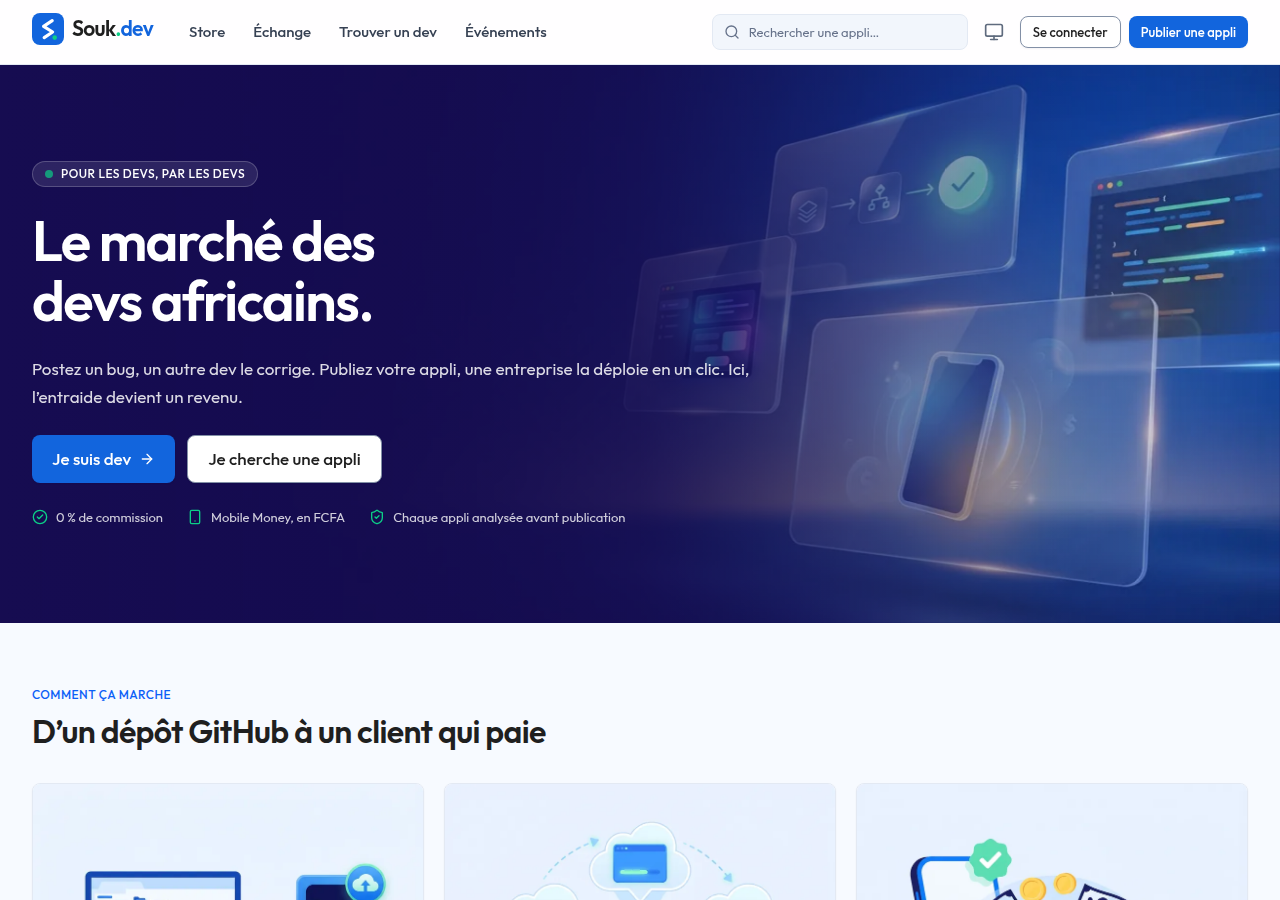 Souk.dev
Store
Échange
Trouver un dev
Événements
Rechercher une appli…
Se connecter
Publier une appli
POUR LES DEVS, PAR LES DEVS
Le marché des
devs africains.
Postez un bug, un autre dev le corrige. Publiez votre appli, une entreprise la déploie en un clic. Ici,
l’entraide devient un revenu.
Je suis dev
Je cherche une appli
0 % de commission
Mobile Money, en FCFA
Chaque appli analysée avant publication
COMMENT ÇA MARCHE
D’un dépôt GitHub à un client qui paie